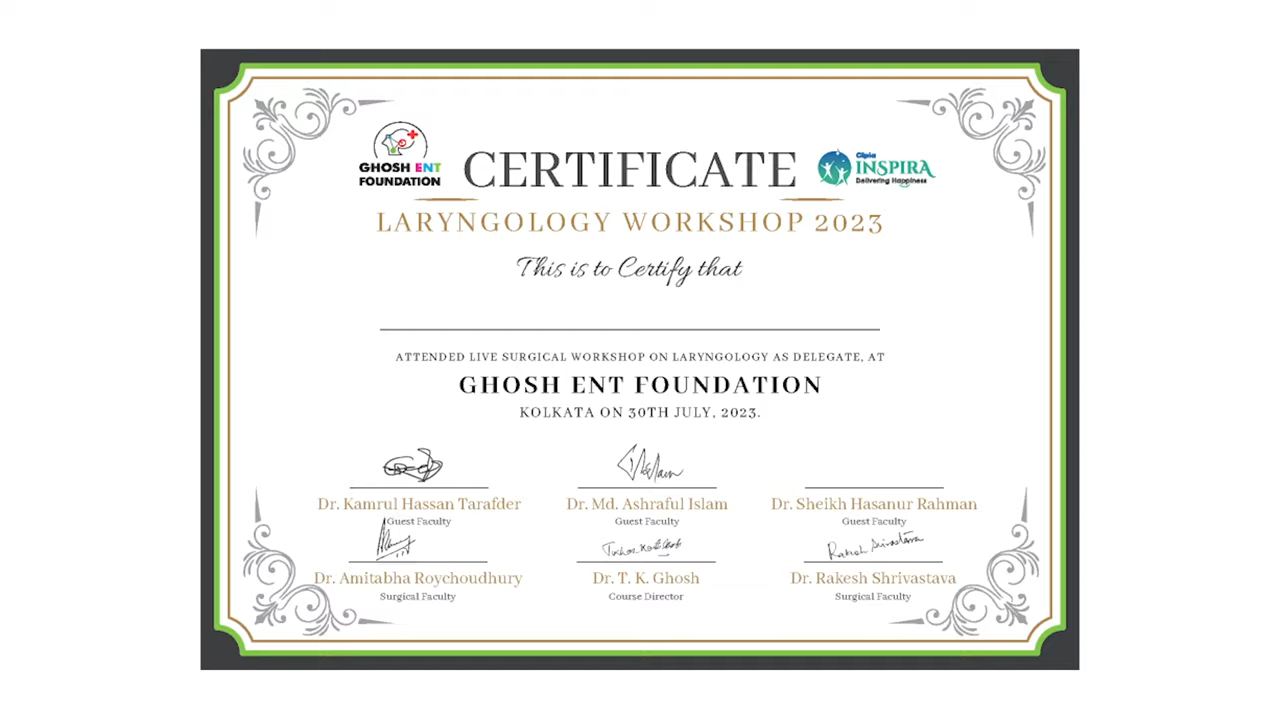 GHOSH ENT
FOUNDATION
CERTIFICATE
Cipla
INSPIRA
Delivering Happiness
LARYNGOLOGY WORKSHOP 2023
This is to Certify that
ATTENDED LIVE SURGICAL WORKSHOP ON LARYNGOLOGY AS DELEGATE, AT
GHOSH ENT FOUNDATION
KOLKATA ON 30TH JULY, 2023.
Dr. Kamrul Hassan Tarafder
Guest Faculty
Dr. Md. Ashraful Islam
Guest Faculty
Dr. Sheikh Hasanur Rahman
Guest Faculty
Dr. Amitabha Roychoudhury
Surgical Faculty
Dr. T. K. Ghosh
Course Director
Rakesh Srivastava
Dr. Rakesh Shrivastava
Surgical Faculty